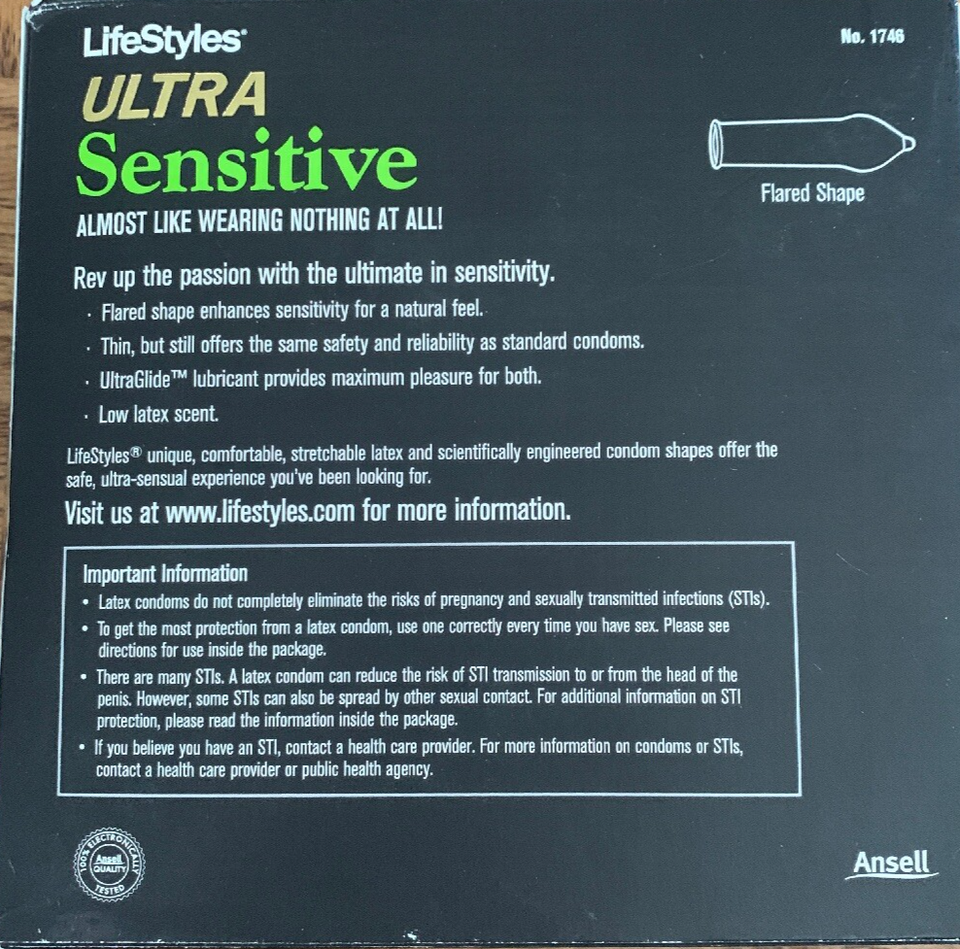 LifeStyles®
No. 1746
ULTRA
Sensitive
Flared Shape
ALMOST LIKE WEARING NOTHING AT ALL!
Rev up the passion with the ultimate in sensitivity.
· Flared shape enhances sensitivity for a natural feel.
· Thin, but still offers the same safety and reliability as standard condoms.
· UltraGlide™ lubricant provides maximum pleasure for both.
· Low latex scent.
LifeStyles® unique, comfortable, stretchable latex and scientifically engineered condom shapes offer the
safe, ultra-sensual experience you've been looking for.
Visit us at www.lifestyles.com for more information.
Important Information
• Latex condoms do not completely eliminate the risks of pregnancy and sexually transmitted infections (STIs).
• To get the most protection from a latex condom, use one correctly every time you have sex. Please see
directions for use inside the package.
• There are many STIs. A latex condom can reduce the risk of STI transmission to or from the head of the
penis. However, some STIs can also be spread by other sexual contact. For additional information on STI
protection, please read the information inside the package.
• If you believe you have an STI, contact a health care provider. For more information on condoms or STIs,
contact a health care provider or public health agency.
100% ELECTRONICALLY
Ansell
QUALITY
TESTED
Ansell